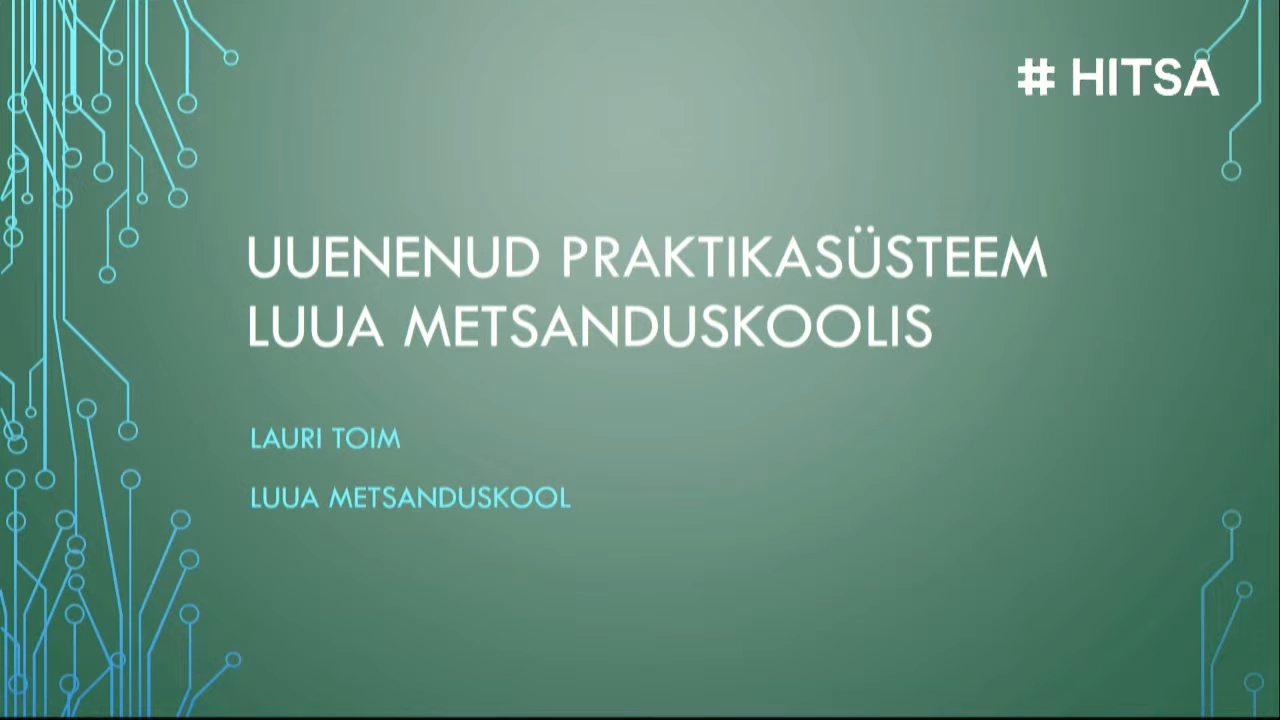 # HITSA
UUENENUD PRAKTIKASÜSTEEM
LUUA METSANDUSKOOLIS
LAURI TOIM
LUUA METSANDUSKOOL